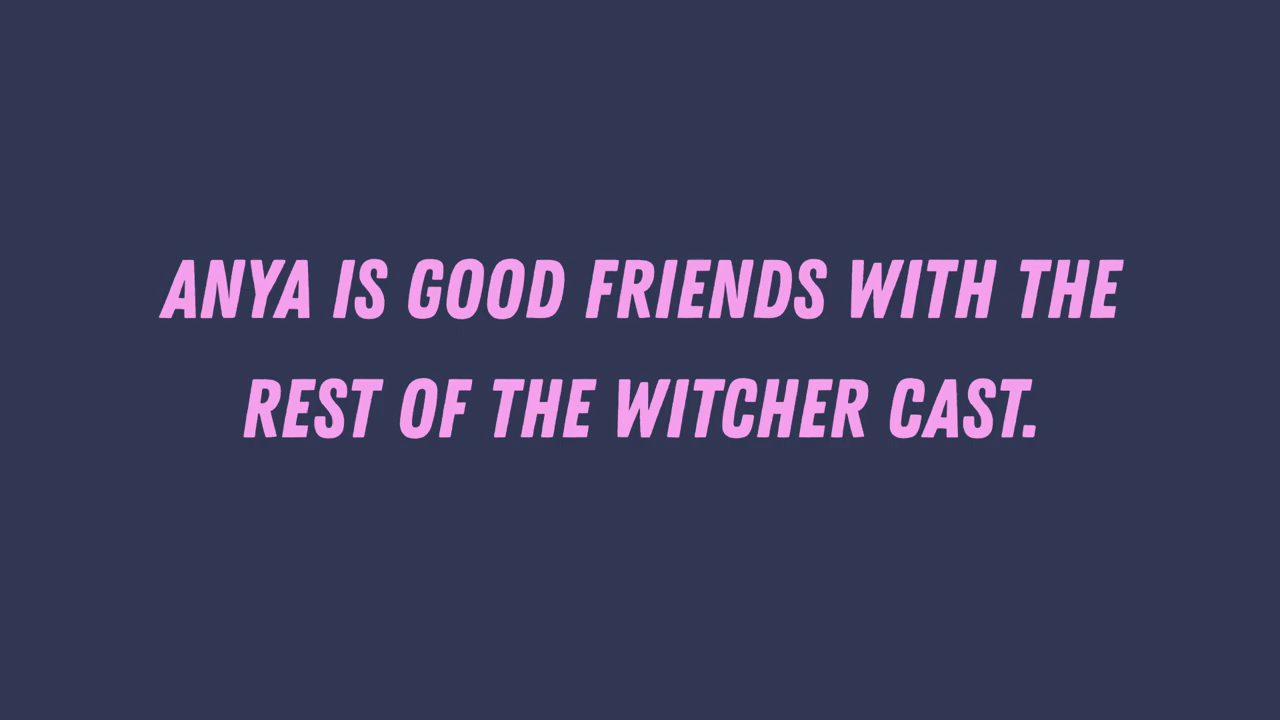 ANYA IS GOOD FRIENDS WITH THE
REST OF THE WITCHER CAST.